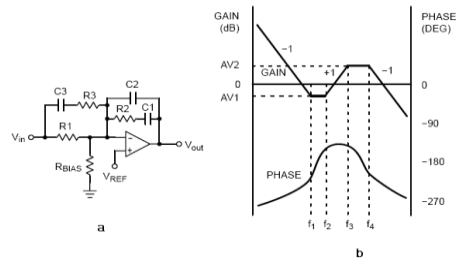 C3
R3
C2
R2
C1
R1
Vin
Vout
RBIAS
VREF
a
GAIN
(dB)
PHASE
(DEG)
–1
+1
–1
AV2
GAIN
0
0
AV1
–90
–180
PHASE
–270
f1
f2
f3
f4
b